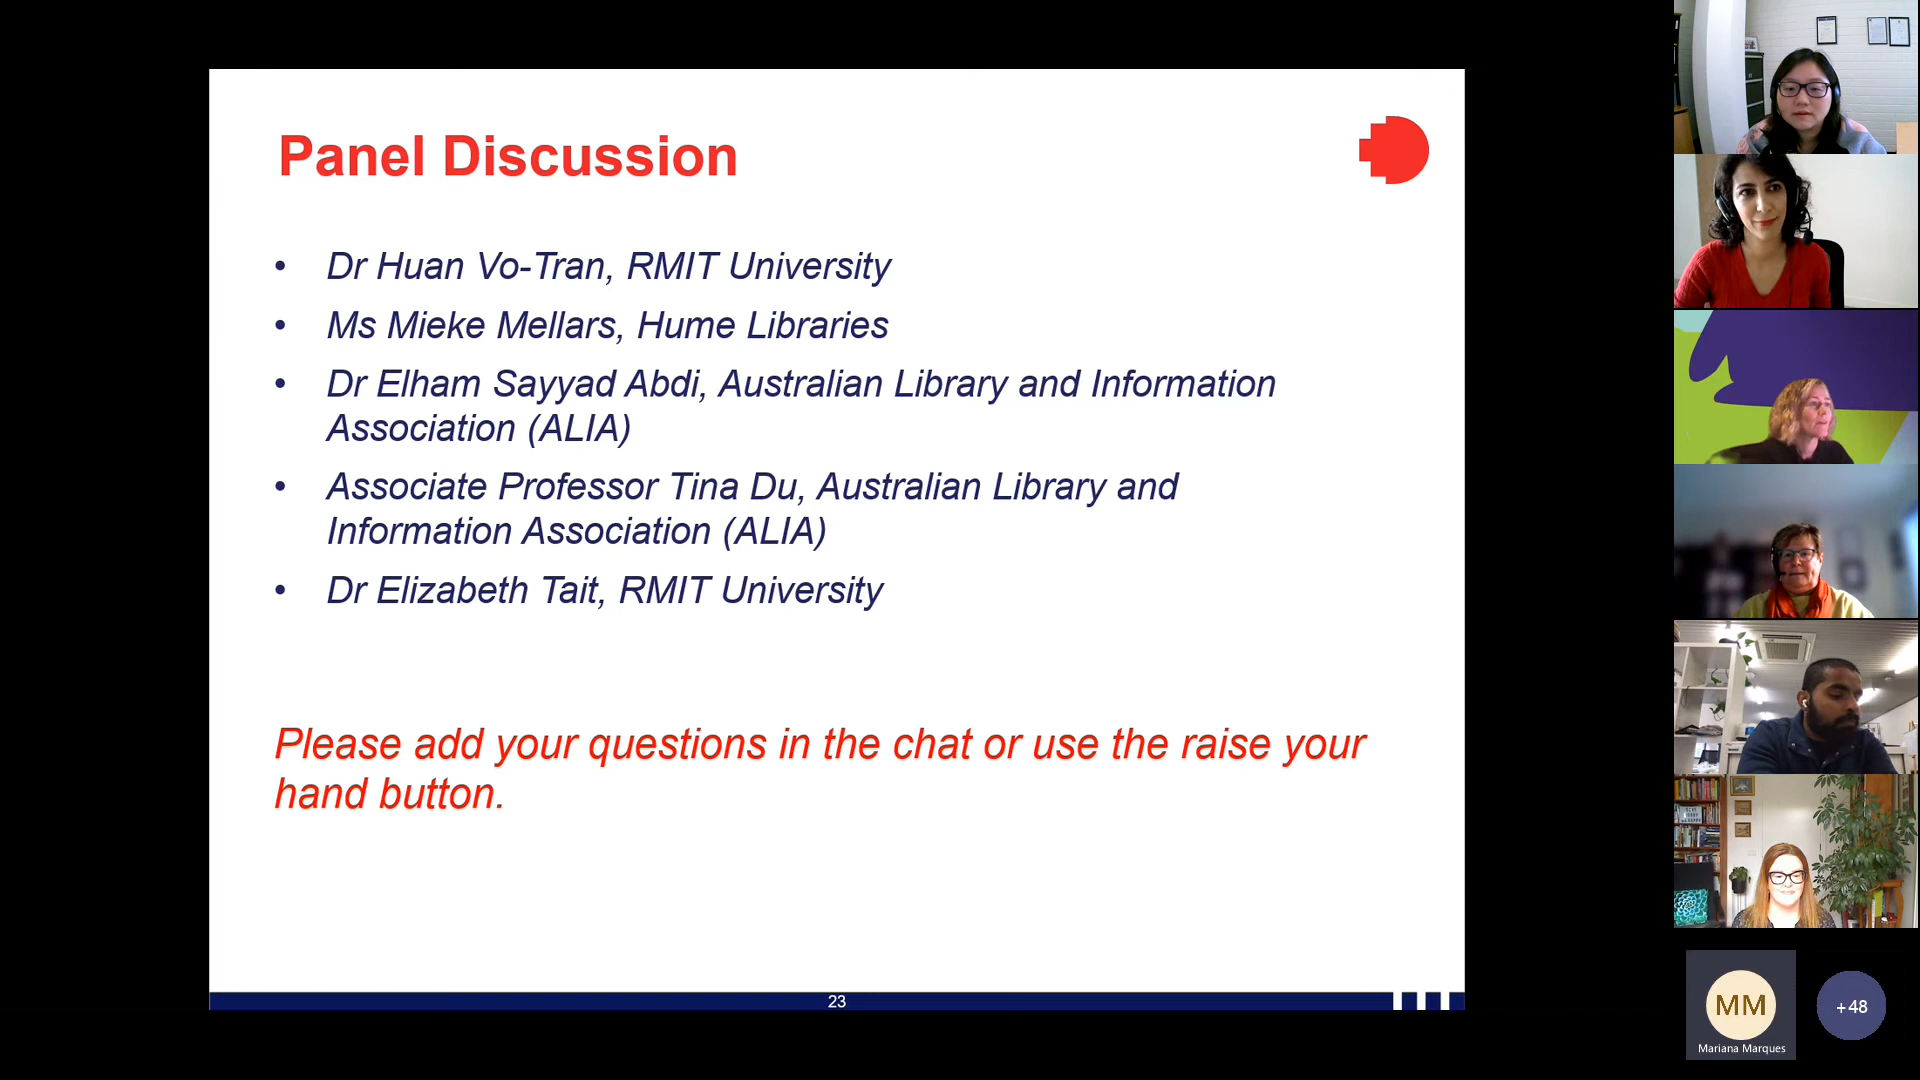 Panel Discussion
• Dr Huan Vo-Tran, RMIT University
• Ms Mieke Mellars, Hume Libraries
• Dr Elham Sayyad Abdi, Australian Library and Information
Association (ALIA)
• Associate Professor Tina Du, Australian Library and
Information Association (ALIA)
• Dr Elizabeth Tait, RMIT University
Please add your questions in the chat or use the raise your
hand button.
23
MM
Mariana Marques
+48